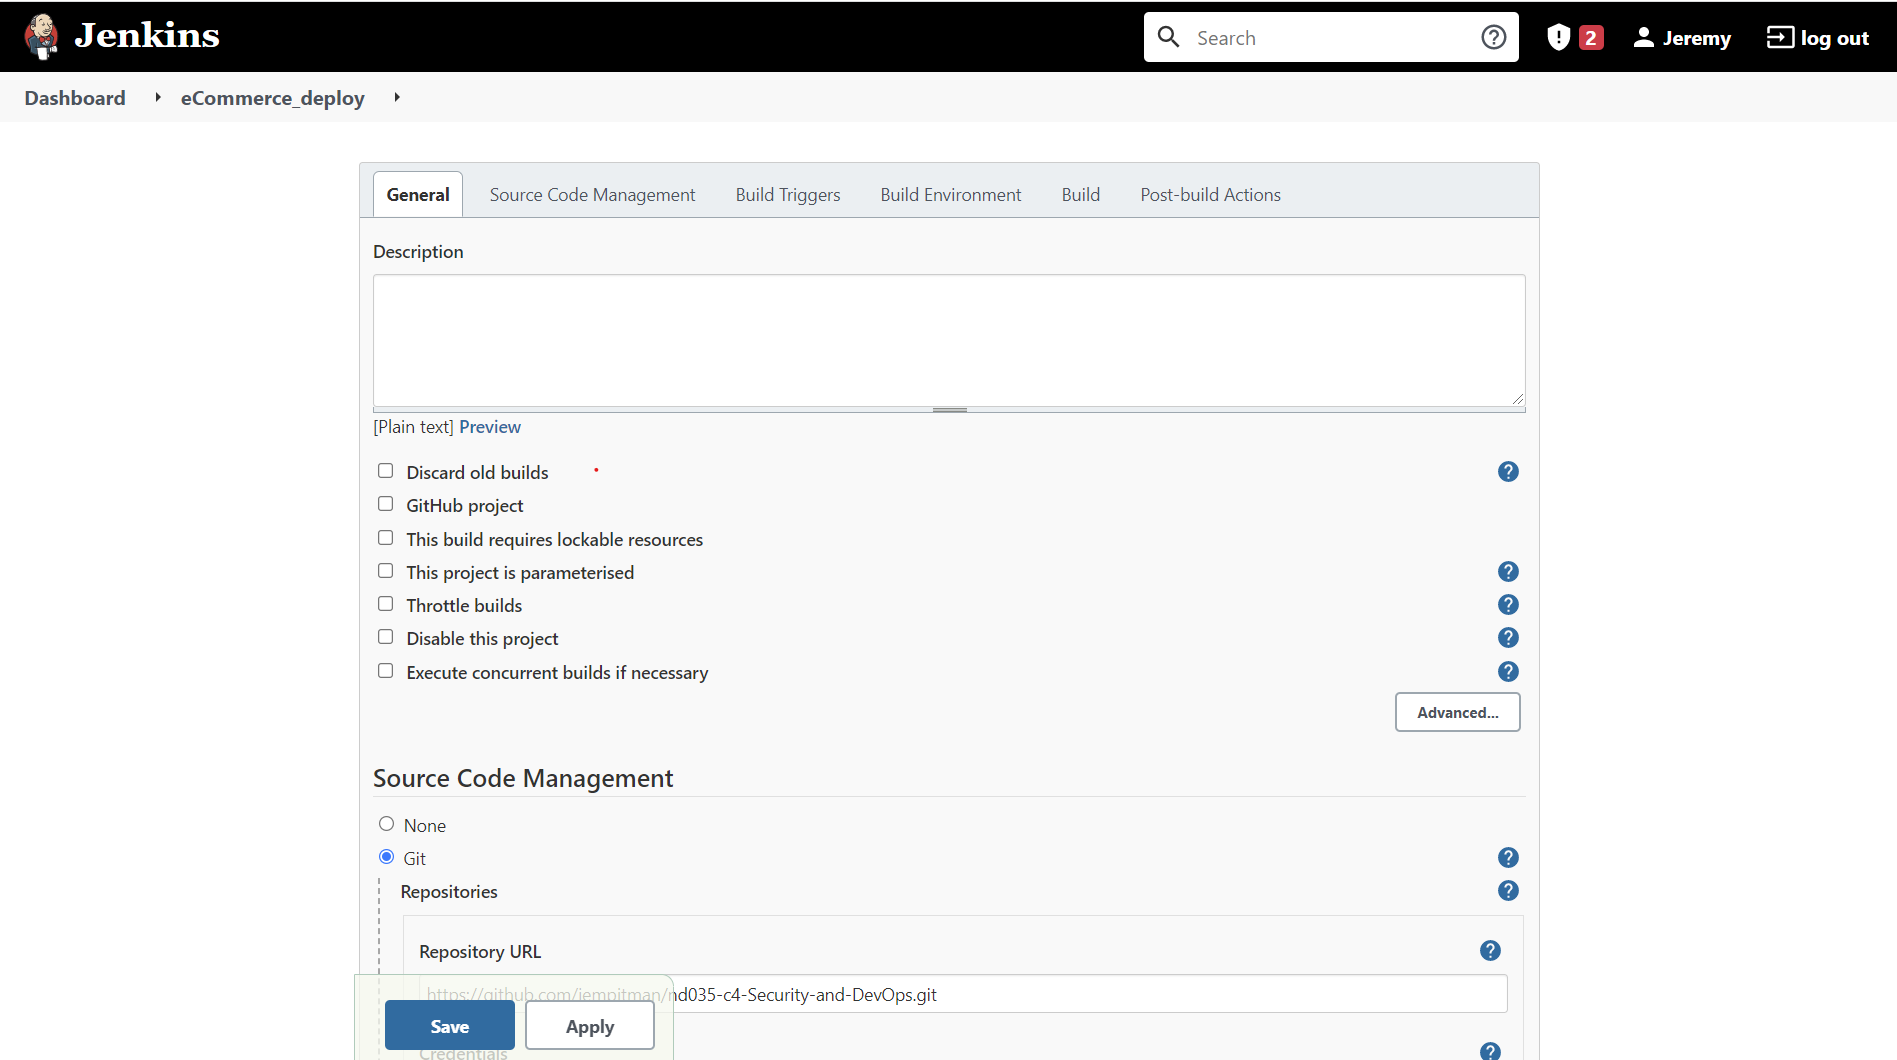 Jenkins
Search
2
Jeremy
log out
Dashboard
eCommerce_deploy
General
Source Code Management
Build Triggers
Build Environment
Build
Post-build Actions
Description
[Plain text] Preview
Discard old builds
GitHub project
This build requires lockable resources
This project is parameterised
Throttle builds
Disable this project
Execute concurrent builds if necessary
Advanced...
Source Code Management
None
Git
Repositories
Repository URL
https://github.com/jempitman/nd035-c4-Security-and-DevOps.git
Save
Apply
Credentials